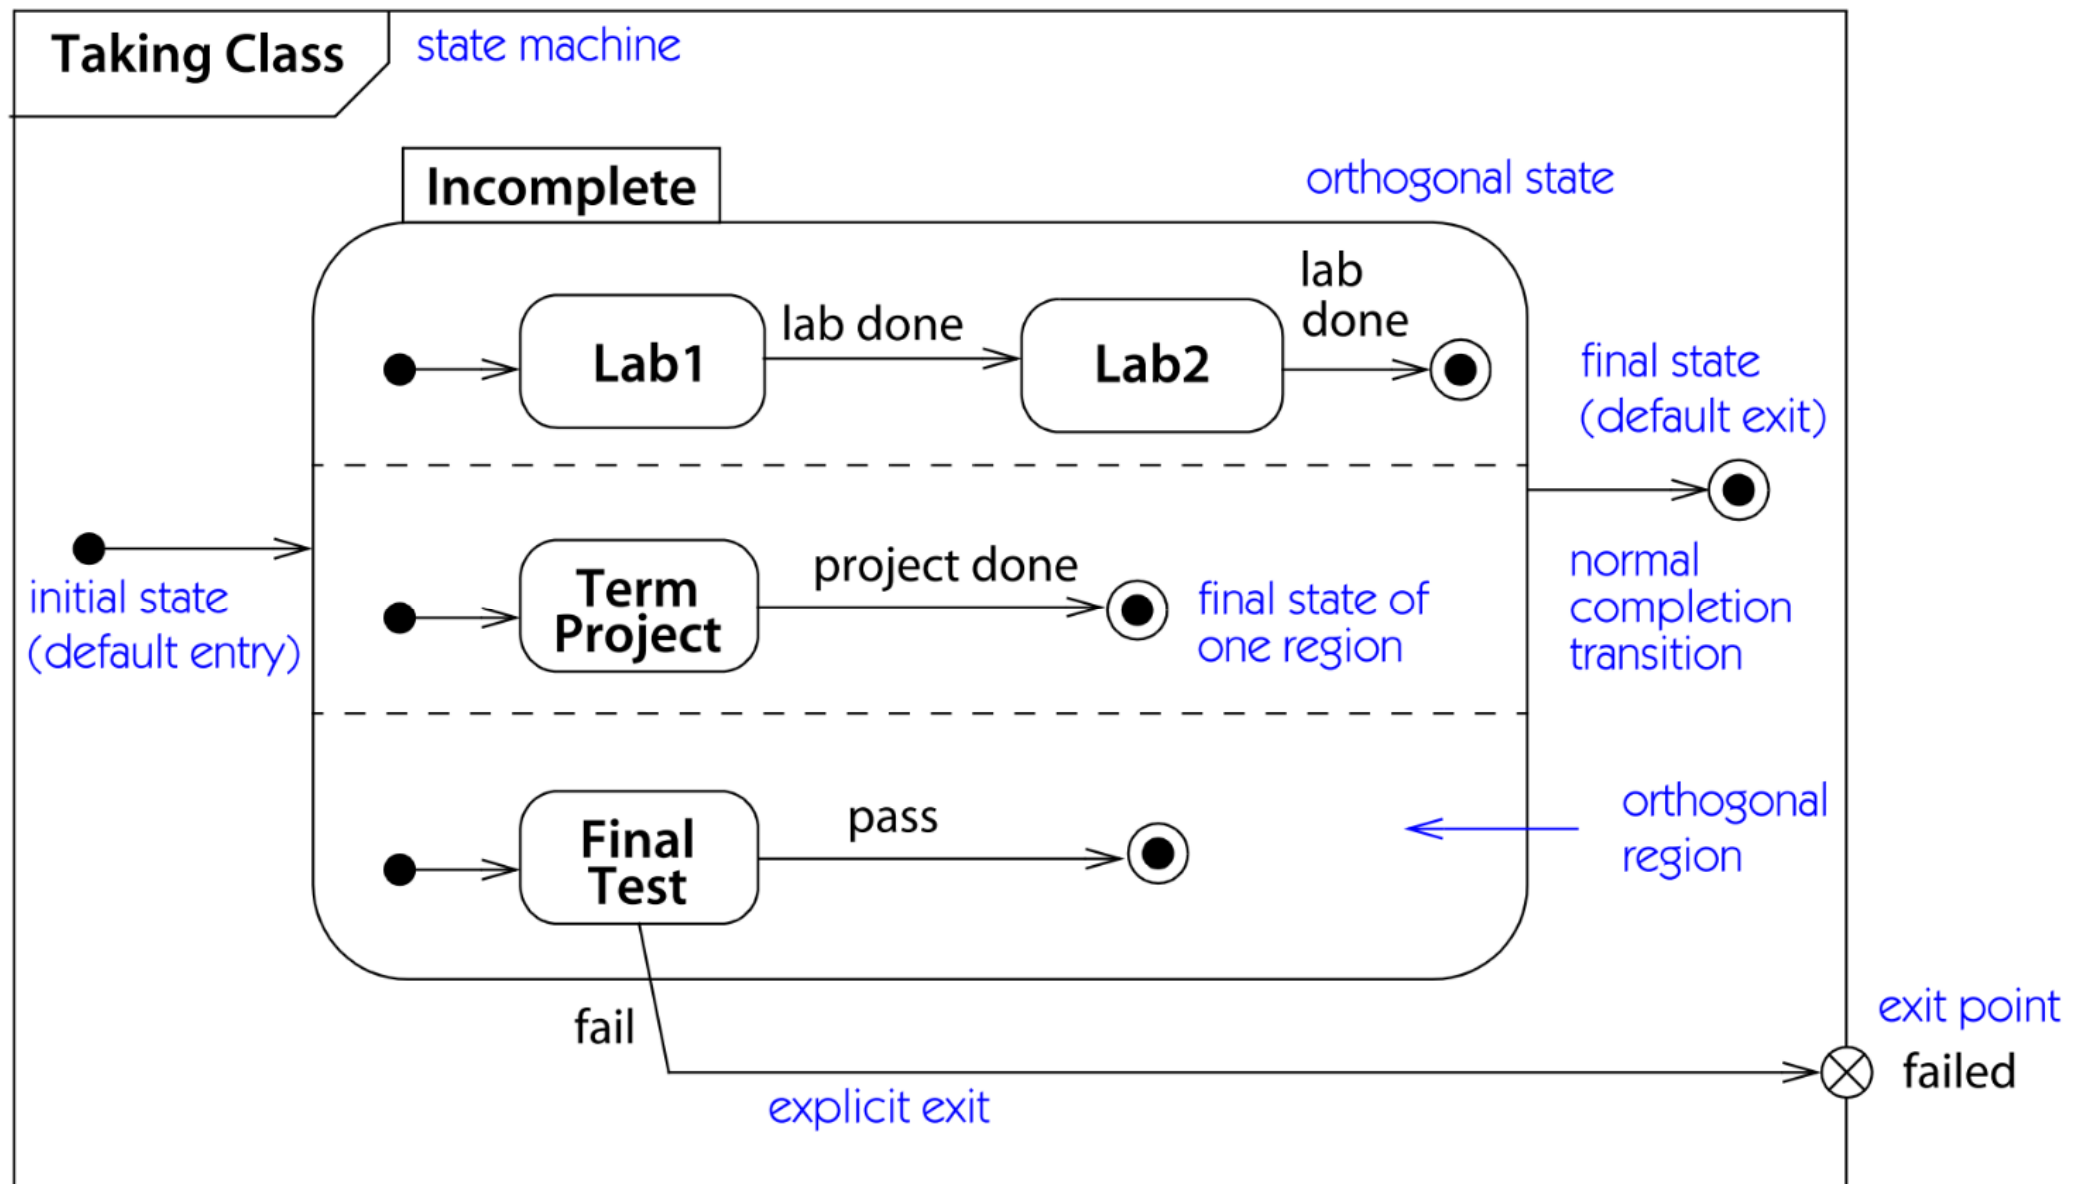 Taking Class
state machine
Incomplete
orthogonal state
lab
done
lab done
Lab1
Lab2
final state
(default exit)
initial state
(default entry)
project done
Term
Project
final state of
one region
normal
completion
transition
pass
Final
Test
orthogonal
region
fail
explicit exit
exit point
failed